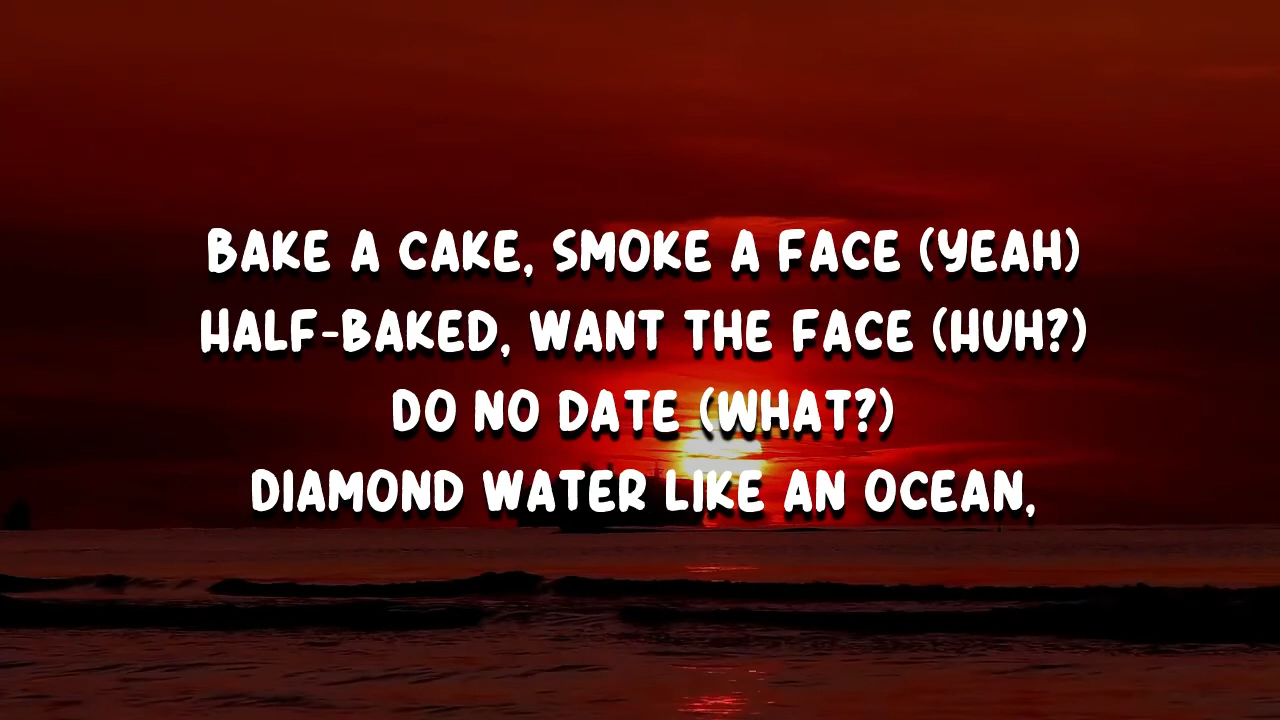 BAKE A CAKE, SMOKE A FACE (YEAH)
HALF-BAKED, WANT THE FACE (HUH?)
DO NO DATE (WHAT?)
DIAMOND WATER LIKE AN OCEAN,